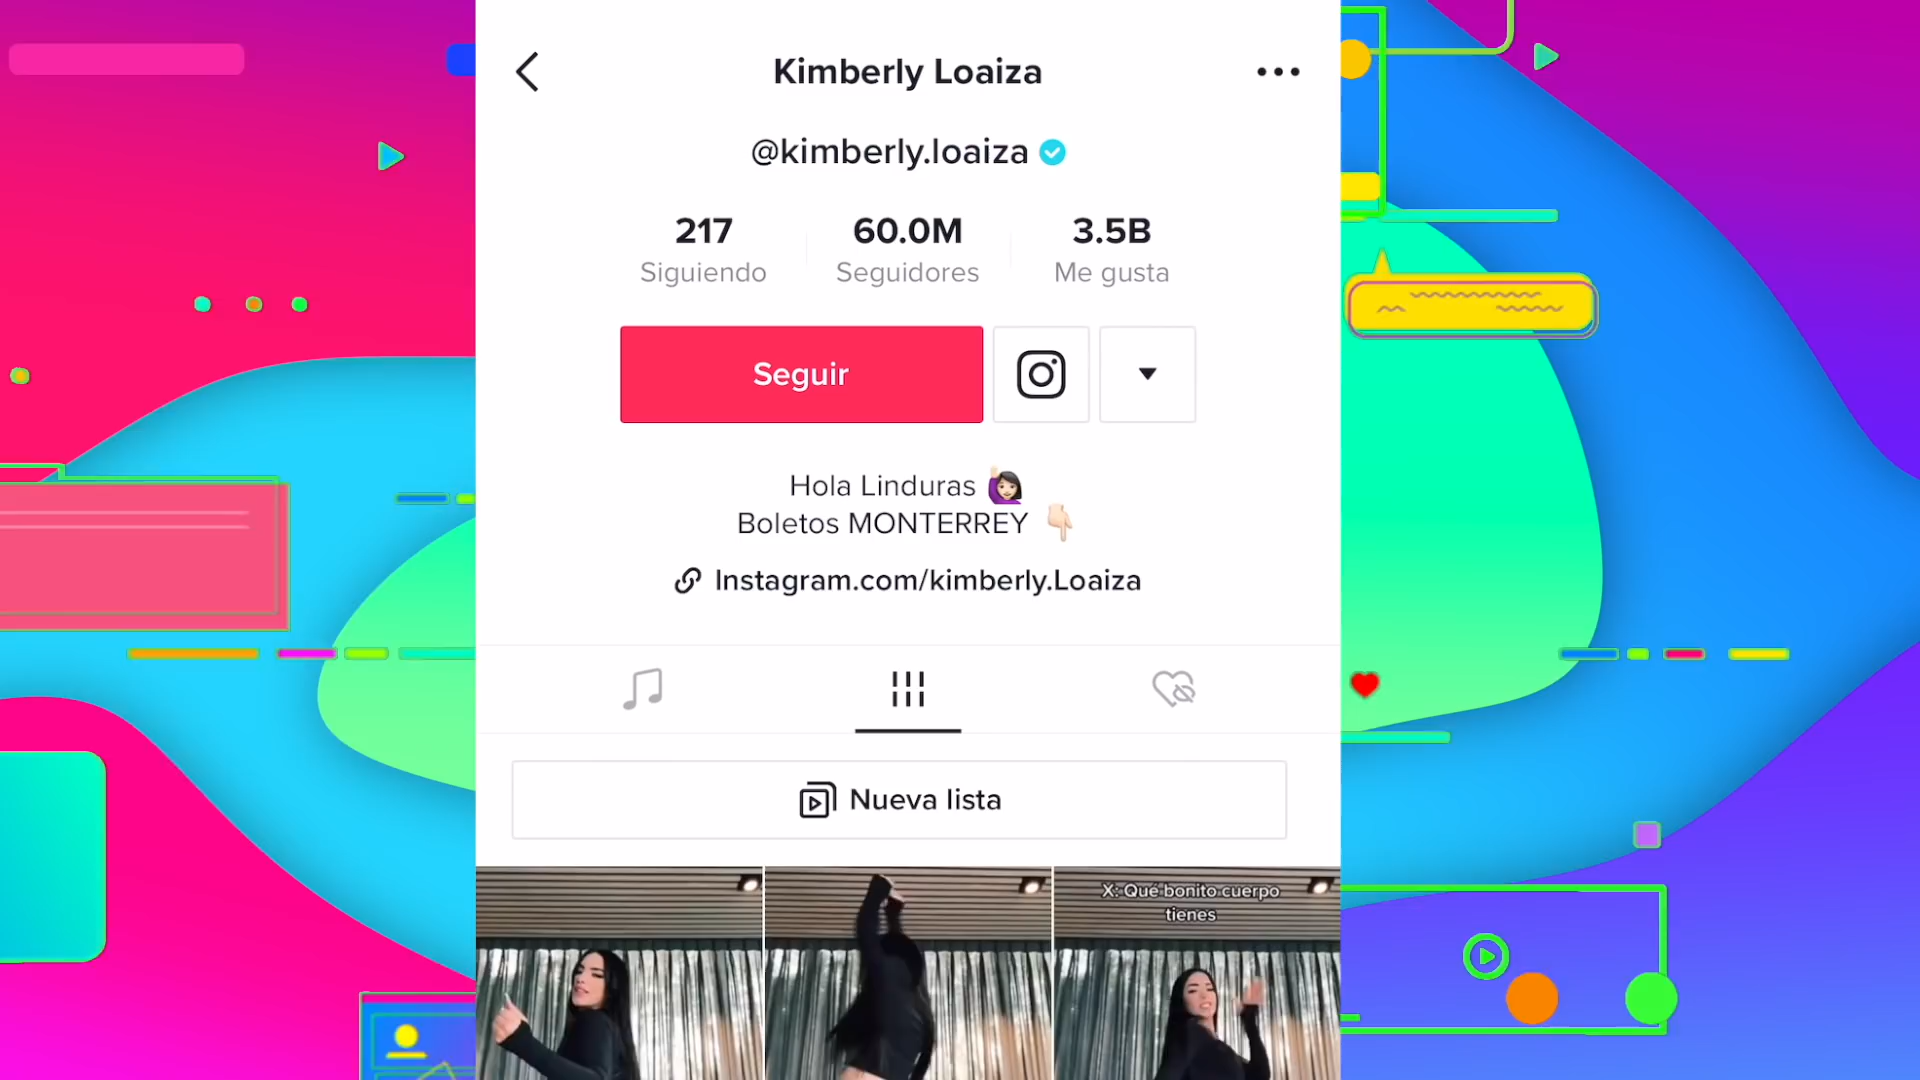 Kimberly Loaiza
@kimberly.loaiza
217 60.0M 3.5B
Siguiendo Seguidores Me gusta
Seguir
Hola Linduras 🙋🏻‍♀️
Boletos MONTERREY 👇🏻
Instagram.com/kimberly.Loaiza
Nueva lista
X: Qué bonito cuerpo
tienes